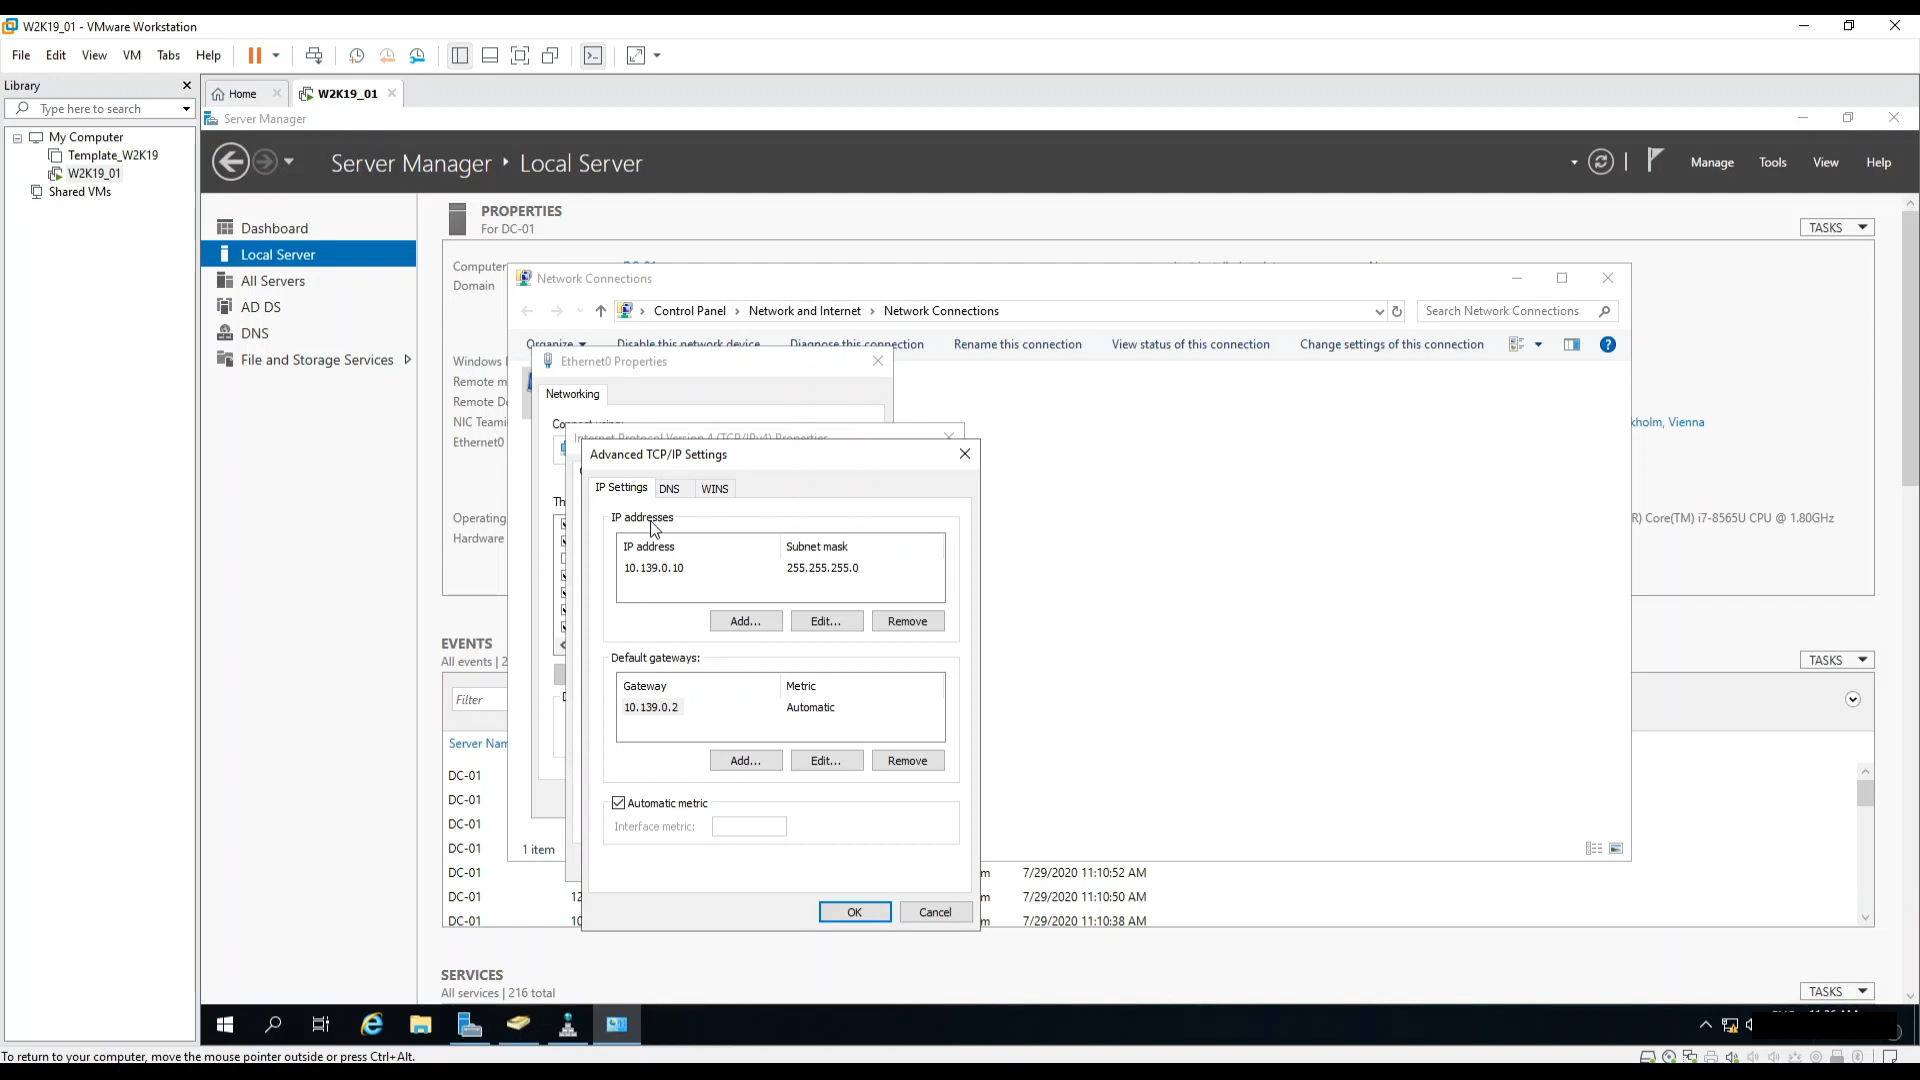 W2K19_01 - VMware Workstation
File Edit View VM Tabs Help
Library
Type here to search
My Computer
Template_W2K19
W2K19_01
Shared VMs
Home
W2K19_01
Server Manager
Server Manager ‣ Local Server
Manage Tools View Help
Dashboard
Local Server
All Servers
AD DS
DNS
File and Storage Services
PROPERTIES
For DC-01
TASKS
Computer
Domain
Network Connections
Control Panel › Network and Internet › Network Connections
Search Network Connections
Organize Disable this network device Diagnose this connection Rename this connection View status of this connection Change settings of this connection
Windows
Remote
Remote
NIC
Ethernet0
Operating
Hardware
kholm, Vienna
R) Core(TM) i7-8565U CPU @ 1.80GHz
Ethernet0 Properties
Networking
Internet Protocol Version 4 (TCP/IPv4) Properties
Advanced TCP/IP Settings
IP Settings DNS WINS
IP addresses
IP address Subnet mask
10.139.0.10 255.255.255.0
Add... Edit... Remove
Default gateways:
Gateway Metric
10.139.0.2 Automatic
Add... Edit... Remove
Automatic metric
Interface metric:
OK Cancel
1 item
EVENTS
All events | 2
TASKS
Filter
Server Nam
DC-01
DC-01
DC-01
DC-01
DC-01 m 7/29/2020 11:10:52 AM
DC-01 12 m 7/29/2020 11:10:50 AM
DC-01 10 m 7/29/2020 11:10:38 AM
SERVICES
All services | 216 total
TASKS
To return to your computer, move the mouse pointer outside or press Ctrl+Alt.